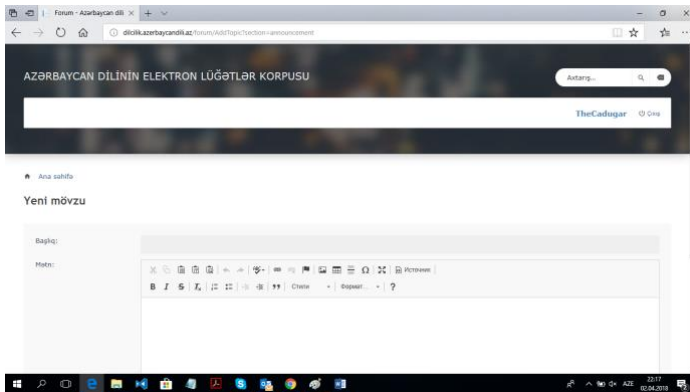 Forum - Azərbaycan dili
dilcilik.azerbaycandili.az/forum/AddTopic?section=announcement
AZƏRBAYCAN DİLİNİN ELEKTRON LÜĞƏTLƏR KORPUSU
Axtarış...
TheCadugar Çıxış
Ana səhifə
Yeni mövzu
Başlıq:
Mətn:
Источник
B I S Стили Формат... ?
AZE
22:17
02.04.2018